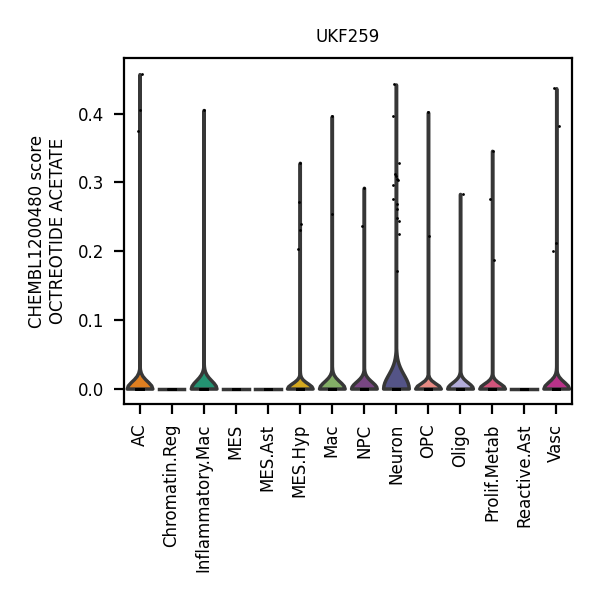 UKF259
CHEMBL1200480 score
OCTREOTIDE ACETATE
0.4
0.3
0.2
0.1
0.0
AC
Chromatin.Reg
Inflammatory.Mac
MES
MES.Ast
MES.Hyp
Mac
NPC
Neuron
OPC
Oligo
Prolif.Metab
Reactive.Ast
Vasc